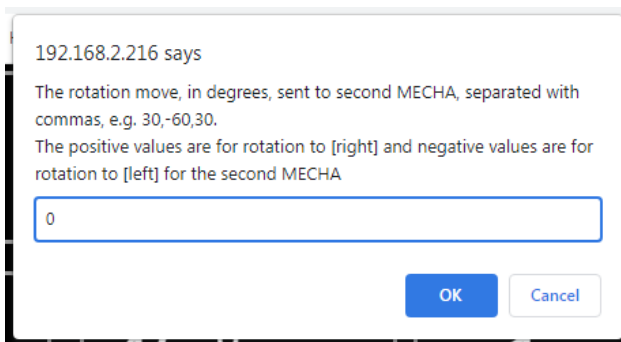 192.168.2.216 says
The rotation move, in degrees, sent to second MECHA, separated with
commas, e.g. 30,-60,30.
The positive values are for rotation to [right] and negative values are for
rotation to [left] for the second MECHA
0
OK Cancel